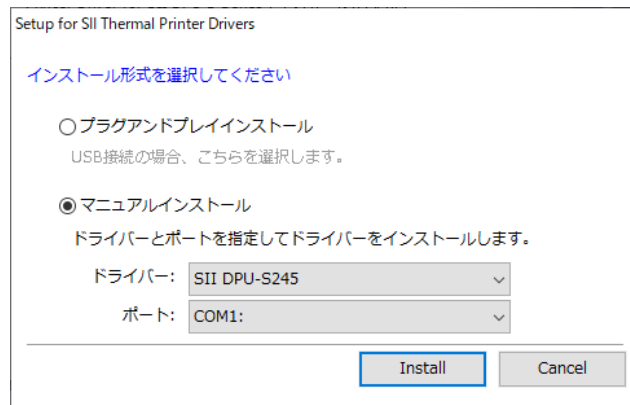 Setup for SII Thermal Printer Drivers
インストール形式を選択してください
プラグアンドプレイインストール
USB接続の場合、こちらを選択します。
マニュアルインストール
ドライバーとポートを指定してドライバーをインストールします。
ドライバー: SII DPU-S245
ポート: COM1:
Install Cancel